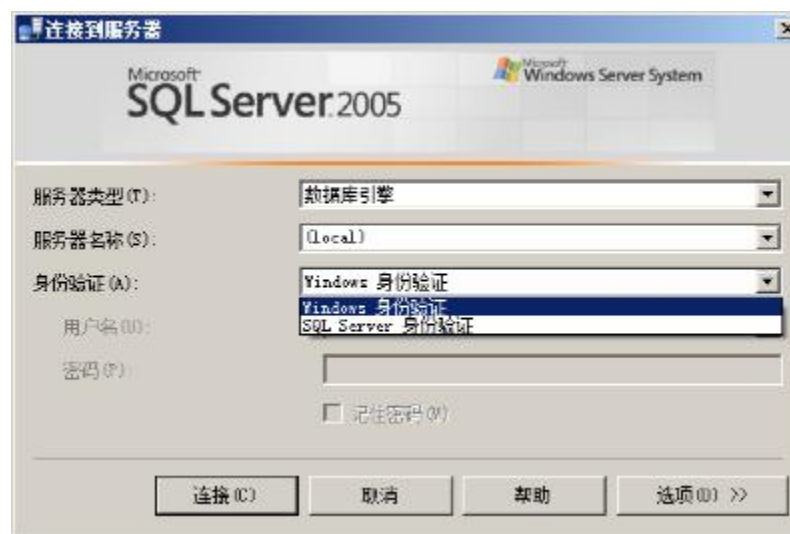 连接到服务器
Microsoft
SQL Server 2005
Microsoft
Windows Server System
服务器类型(T):
数据库引擎
服务器名称(S):
(local)
身份验证(A):
Windows 身份验证
Windows 身份验证
SQL Server 身份验证
用户名(U):
密码(P):
记住密码(M)
连接(C)
取消
帮助
选项(O) >>